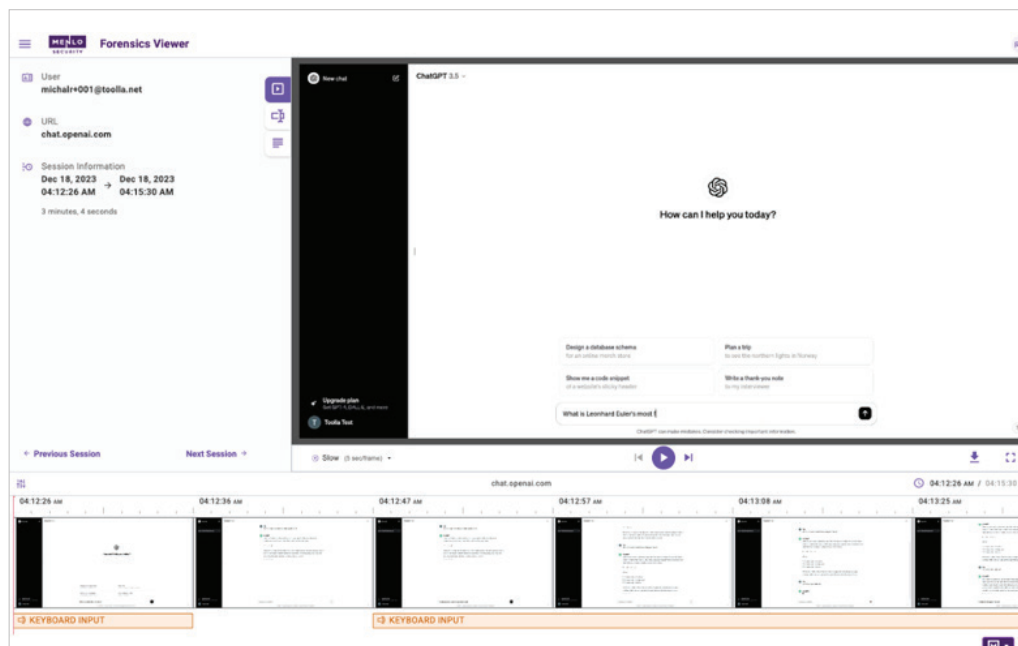 MENLO
SECURITY
Forensics Viewer
User
michalr+001@toolla.net
URL
chat.openai.com
Session Information
Dec 18, 2023 → Dec 18, 2023
04:12:26 AM 04:15:30 AM
3 minutes, 4 seconds
← Previous Session
Next Session →
New chat
ChatGPT 3.5
How can I help you today?
Design a database schema
for an online merch store
Plan a trip
to see the northern lights in Norway
Show me a code snippet
of a website's sticky header
Write a thank-you note
to my interviewer
What is Leonhard Euler's most f
ChatGPT can make mistakes. Consider checking important information.
Upgrade plan
Get GPT-4, DALL·E, and more
T Toolla Test
Slow (5 sec/frame)
chat.openai.com
04:12:26 AM / 04:15:30
04:12:26 AM
04:12:36 AM
04:12:47 AM
04:12:57 AM
04:13:08 AM
04:13:25 AM
KEYBOARD INPUT
KEYBOARD INPUT